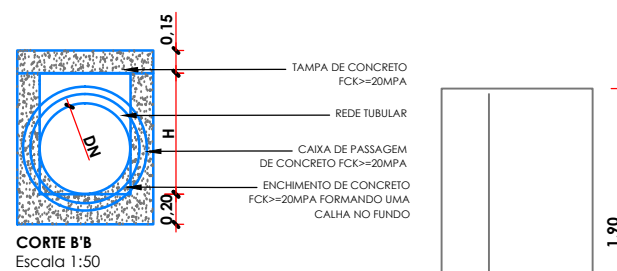 0,15
TAMPA DE CONCRETO
FCK>=20MPA
REDE TUBULAR
DN
H
CAIXA DE PASSAGEM
DE CONCRETO FCK>=20MPA
ENCHIMENTO DE CONCRETO
FCK>=20MPA FORMANDO UMA
CALHA NO FUNDO
0,20
1,90
CORTE B'B
Escala 1:50